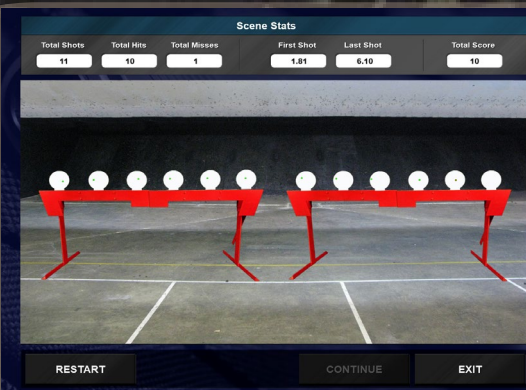 Scene Stats
Total Shots Total Hits Total Misses First Shot Last Shot Total Score
11 10 1 1.81 6.10 10
RESTART CONTINUE EXIT